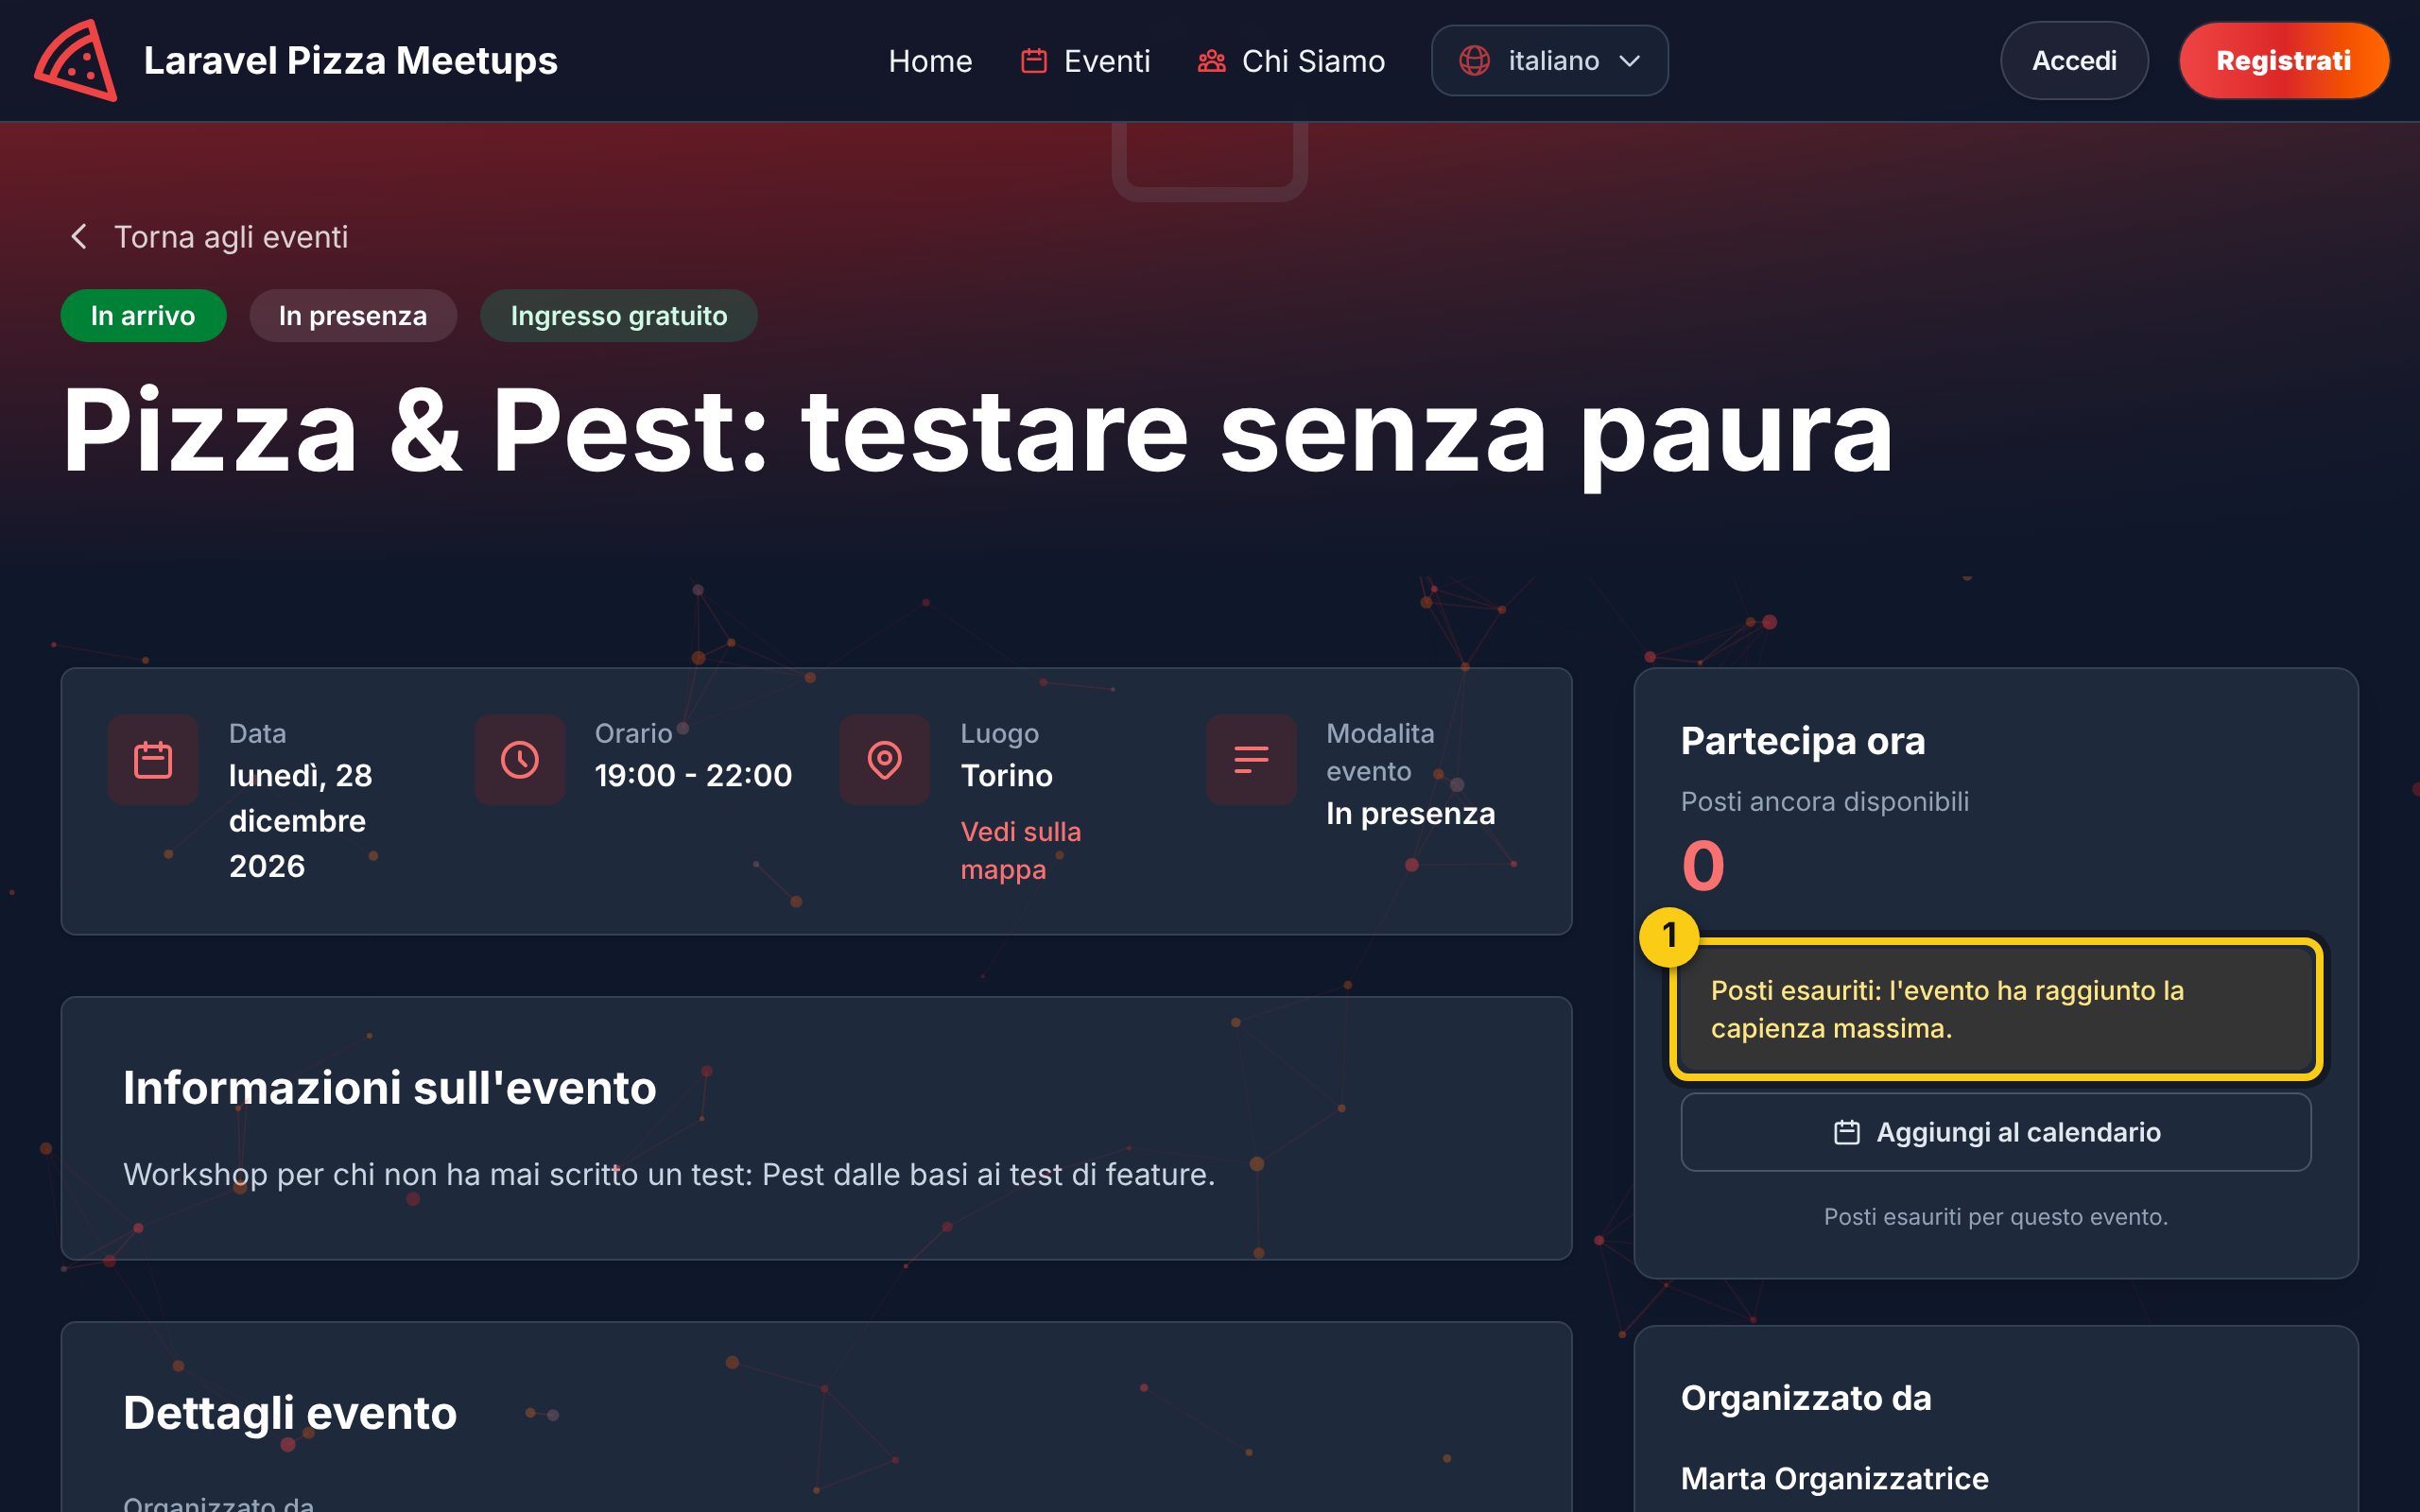 Laravel Pizza Meetups
Home
Eventi
Chi Siamo
italiano
Accedi
Registrati
Torna agli eventi
In arrivo
In presenza
Ingresso gratuito
Pizza & Pest: testare senza paura
Data
lunedì, 28
dicembre
2026
Orario
19:00 - 22:00
Luogo
Torino
Vedi sulla
mappa
Modalita
evento
In presenza
Partecipa ora
Posti ancora disponibili
0
1
Posti esauriti: l'evento ha raggiunto la
capienza massima.
Aggiungi al calendario
Posti esauriti per questo evento.
Informazioni sull'evento
Workshop per chi non ha mai scritto un test: Pest dalle basi ai test di feature.
Dettagli evento
Organizzato da
Organizzato da
Marta Organizzatrice